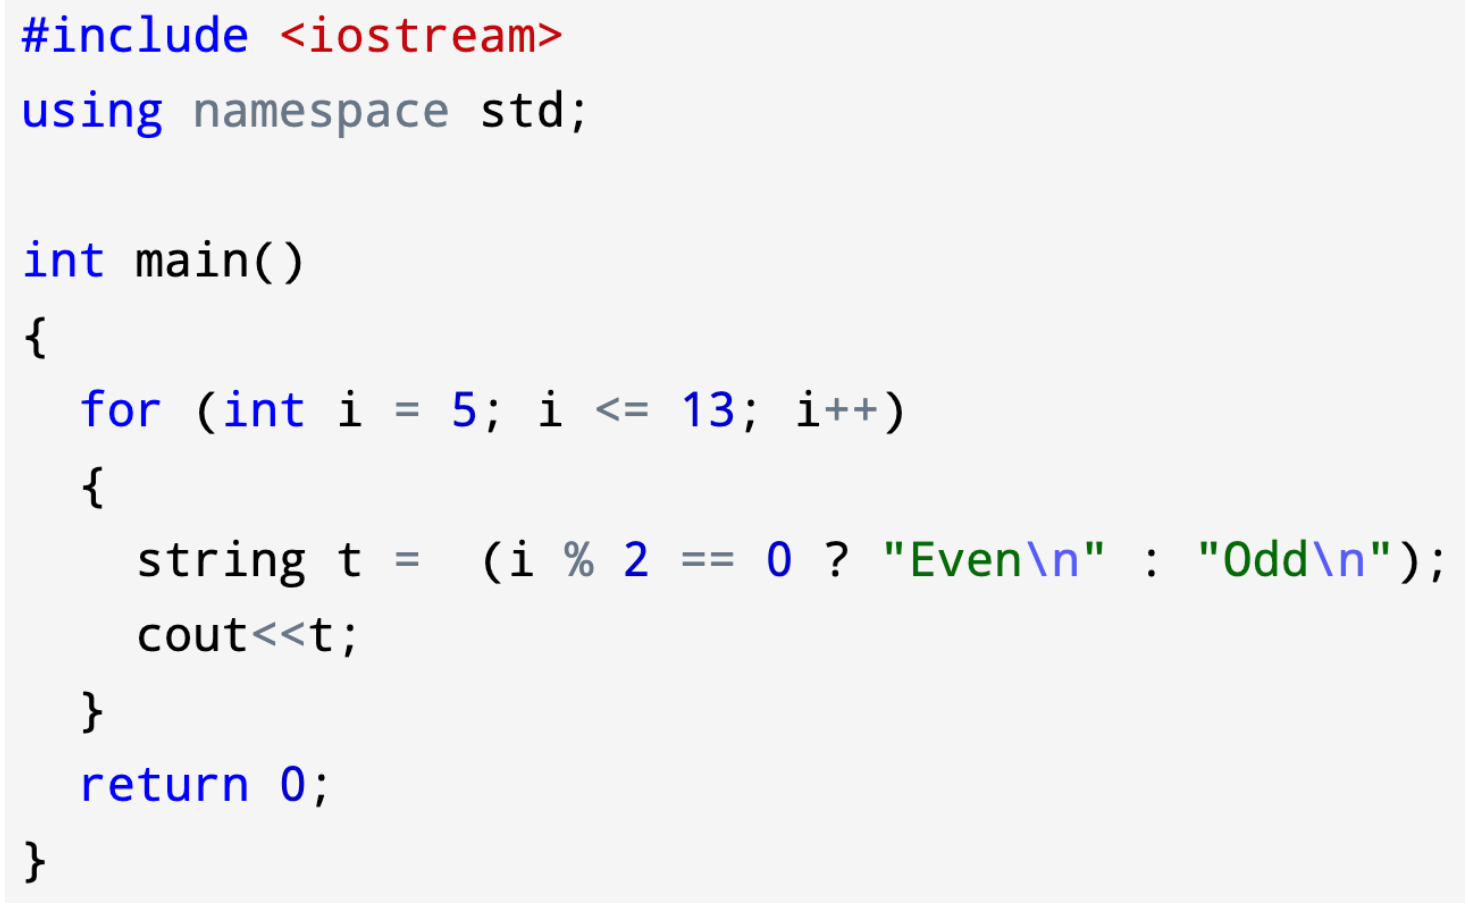 #include <iostream>
using namespace std;

int main()
{
  for (int i = 5; i <= 13; i++)
  {
    string t =  (i % 2 == 0 ? "Even\n" : "Odd\n");
    cout<<t;
  }
  return 0;
}